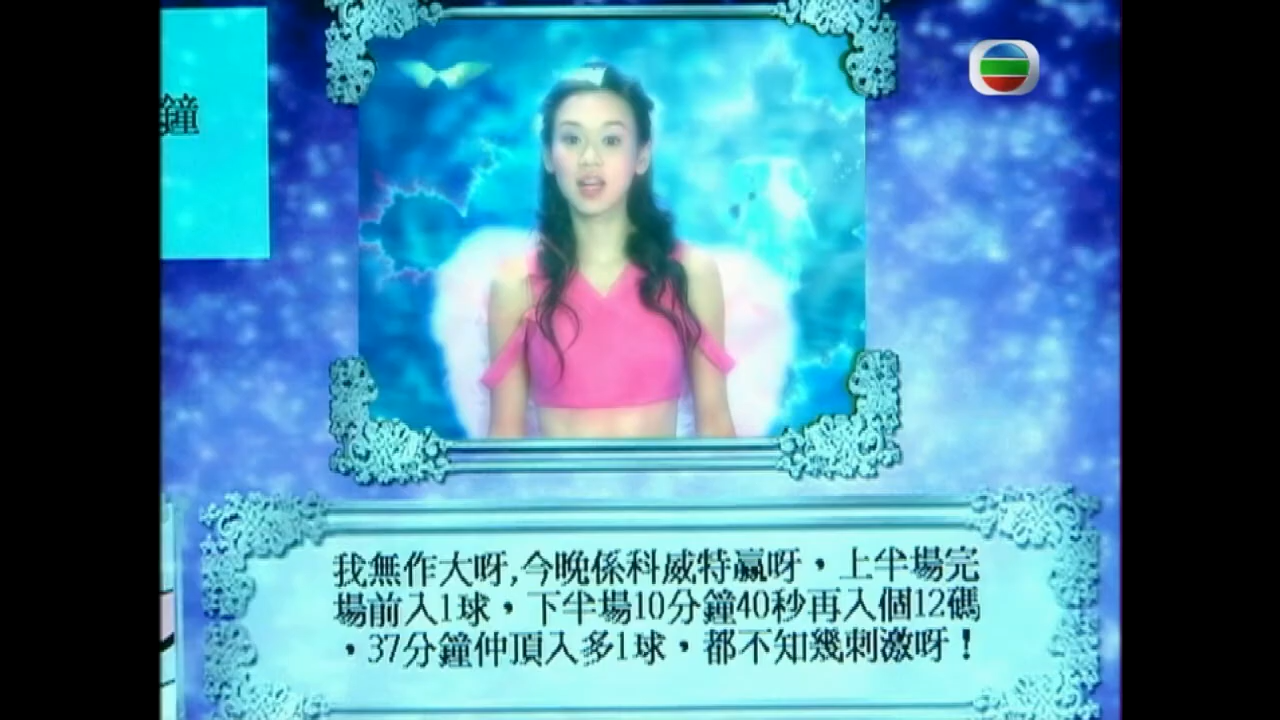 鐘
我無作大呀,今晚係科威特贏呀，上半場完
場前入1球，下半場10分鐘40秒再入個12碼
，37分鐘仲頂入多1球，都不知幾刺激呀！